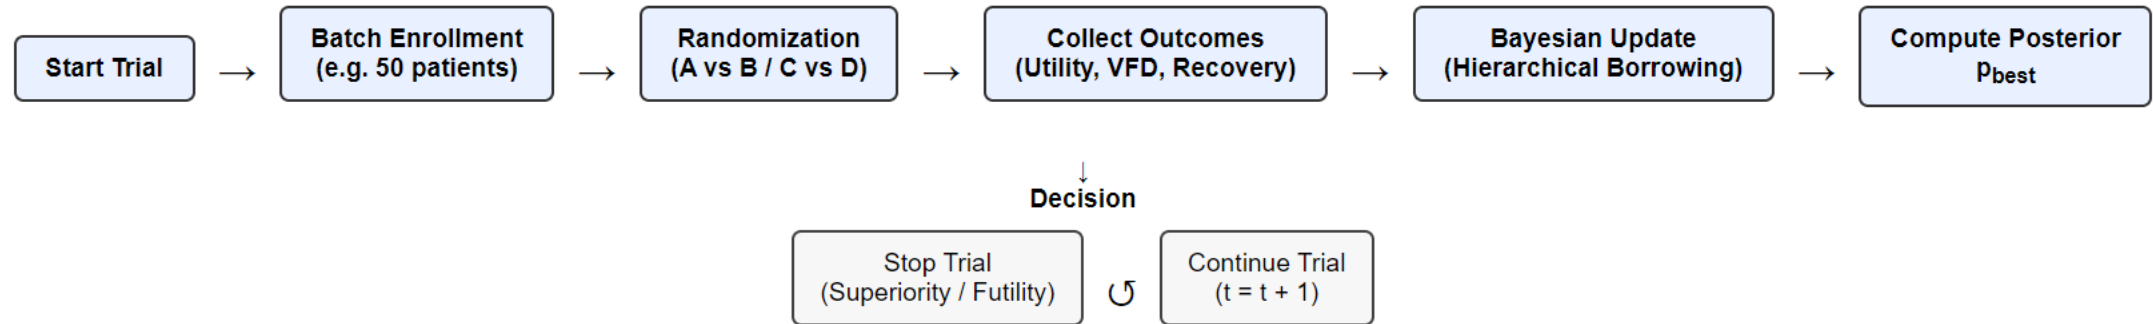 Start Trial
→
Batch Enrollment
(e.g. 50 patients)
→
Randomization
(A vs B / C vs D)
→
Collect Outcomes
(Utility, VFD, Recovery)
→
Bayesian Update
(Hierarchical Borrowing)
→
Compute Posterior
pbest
↓
Decision
Stop Trial
(Superiority / Futility)
↺
Continue Trial
(t = t + 1)